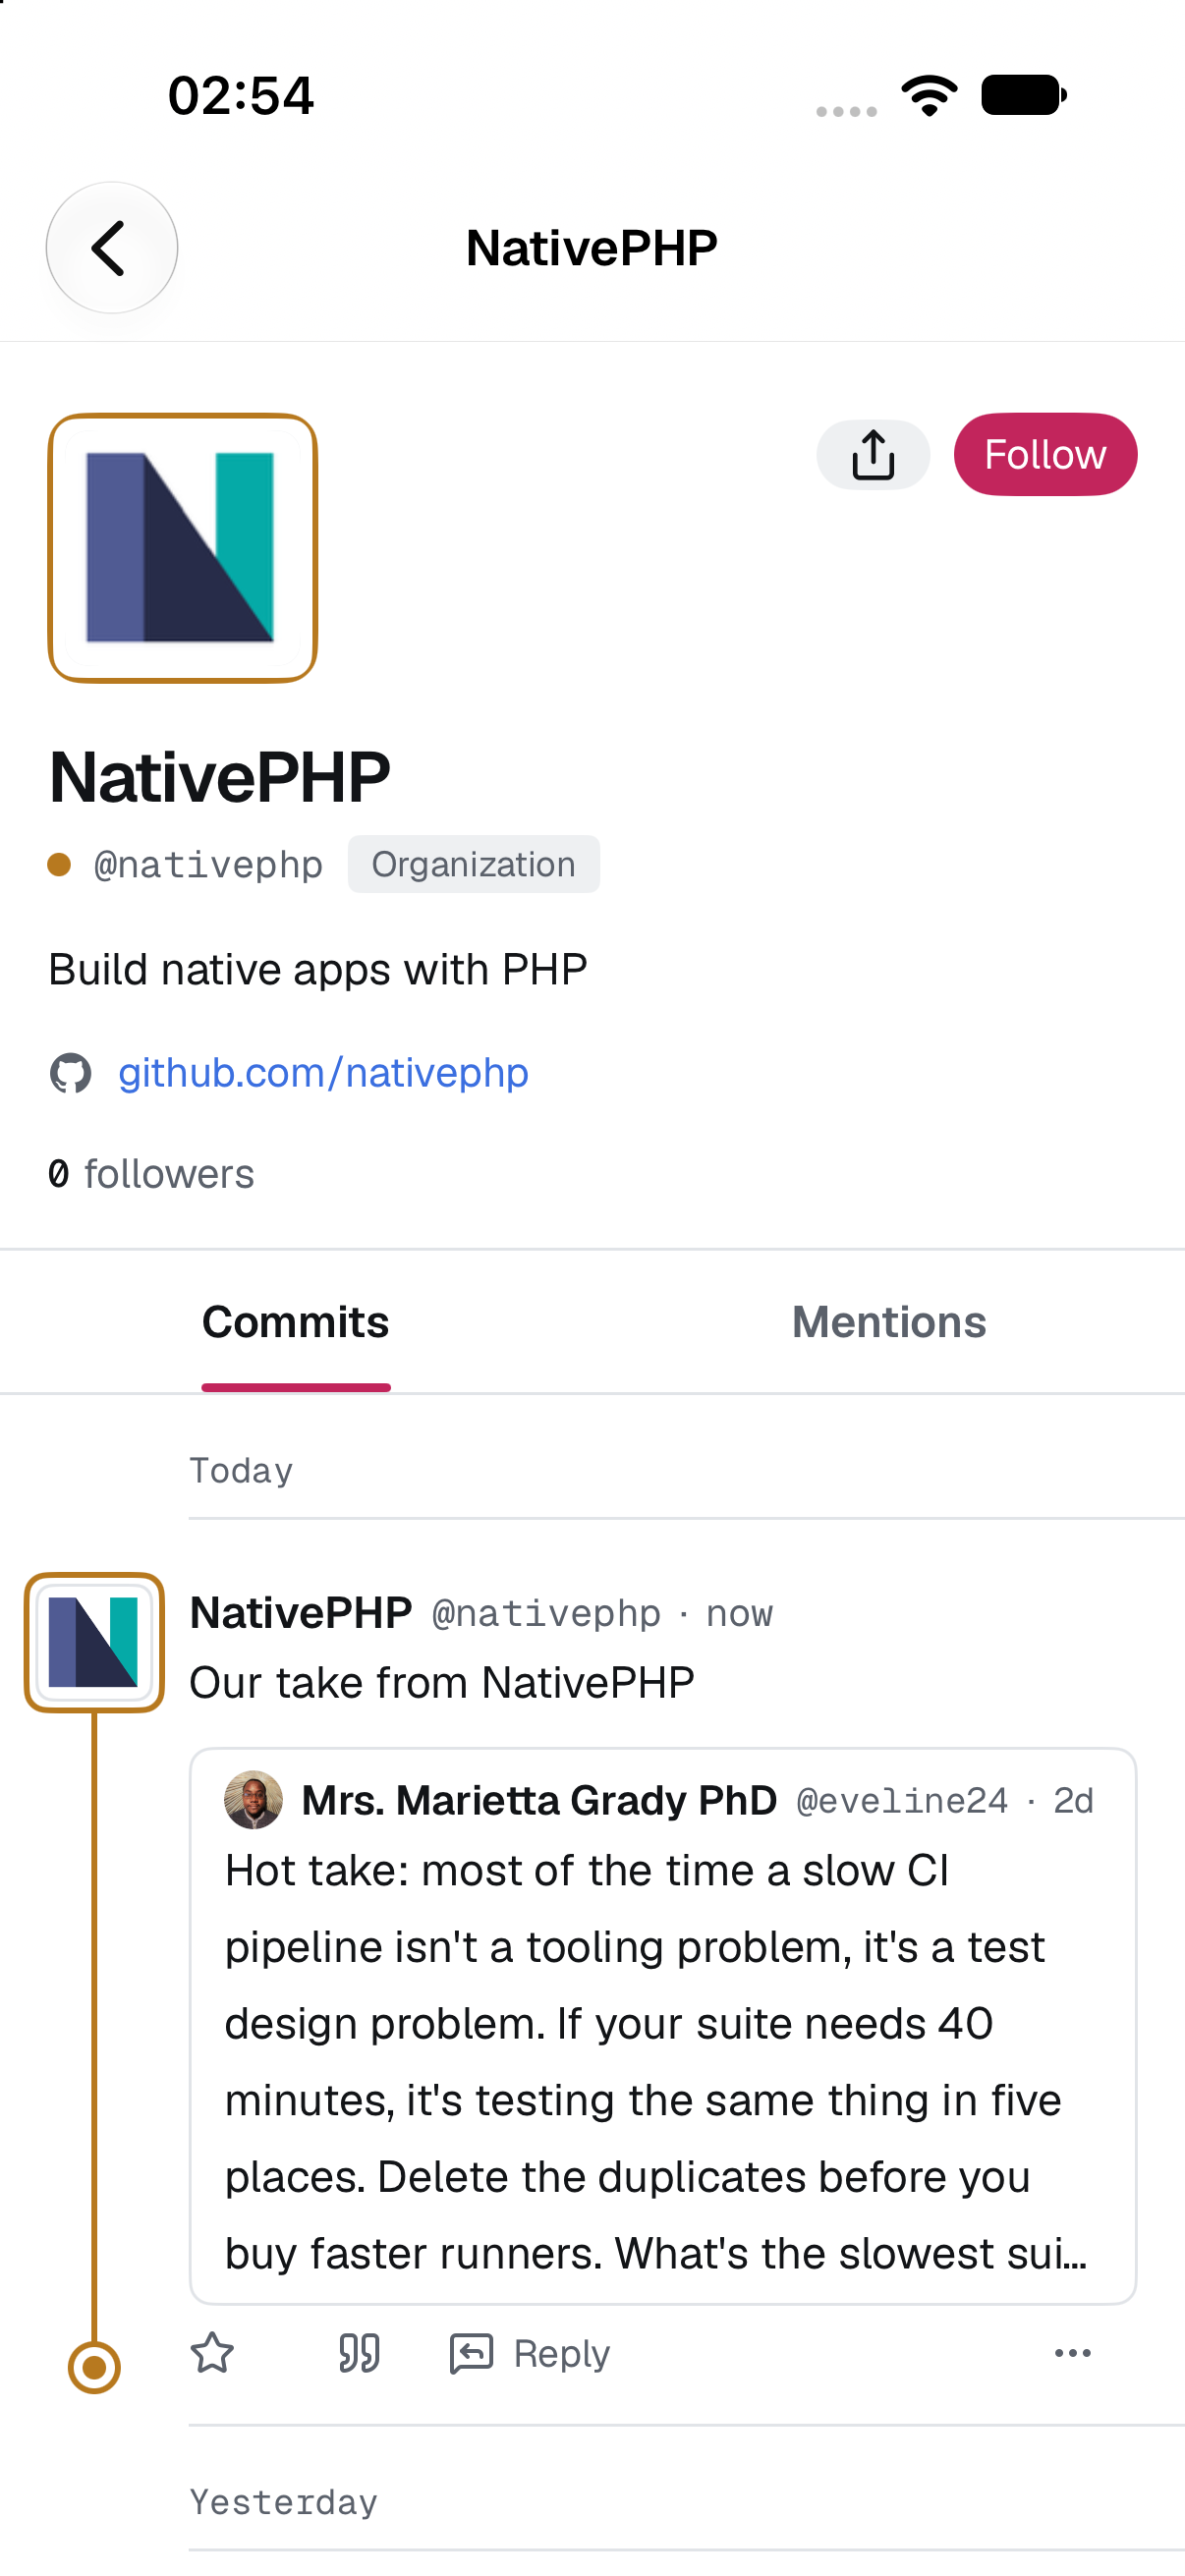 02:54
NativePHP
Follow
NativePHP
@nativephp Organization
Build native apps with PHP
github.com/nativephp
0 followers
Commits Mentions
Today
NativePHP @nativephp · now
Our take from NativePHP
Mrs. Marietta Grady PhD @eveline24 · 2d
Hot take: most of the time a slow CI
pipeline isn't a tooling problem, it's a test
design problem. If your suite needs 40
minutes, it's testing the same thing in five
places. Delete the duplicates before you
buy faster runners. What's the slowest sui...
Reply
Yesterday